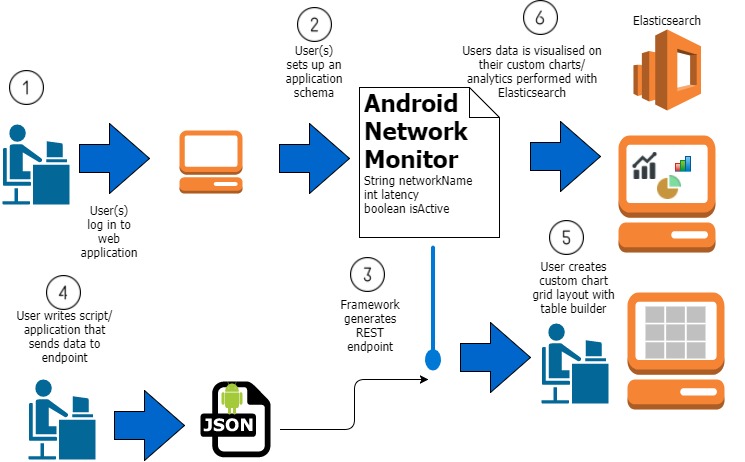 1
User(s)
log in to
web
application
2
User(s)
sets up an
application
schema
Android
Network
Monitor
String networkName
int latency
boolean isActive
3
Framework
generates
REST
endpoint
4
User writes script/
application that
sends data to
endpoint
JSON
5
User creates
custom chart
grid layout with
table builder
6
Users data is visualised on
their custom charts/
analytics performed with
Elasticsearch
Elasticsearch